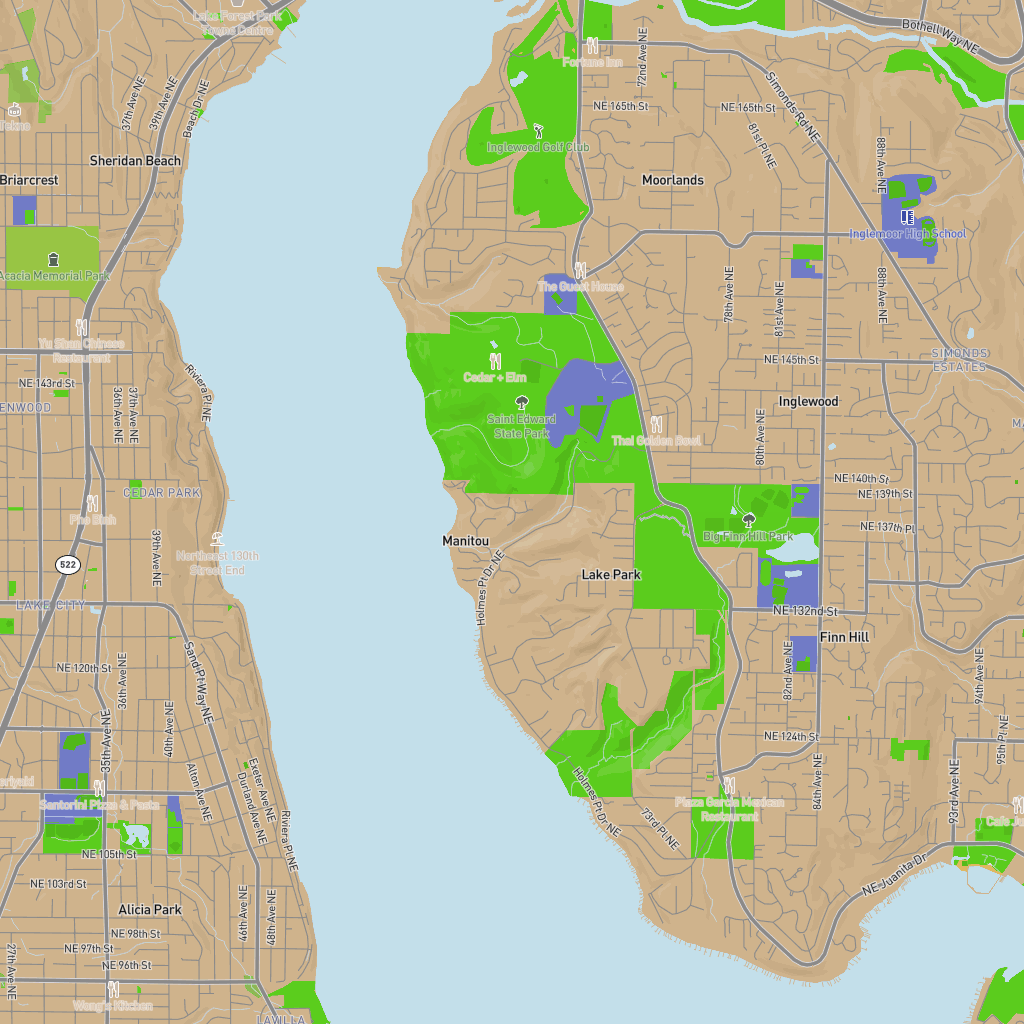 Lake Forest Park
Towne Centre
Bothell Way NE
Fortune Inn
72nd Ave NE
37th Ave NE
39th Ave NE
Beach Dr NE
NE 165th St
NE 165th St
Simonds Rd NE
81st Pl NE
88th Ave NE
Inglewood Golf Club
Sheridan Beach
Briarcrest
Moorlands
Inglemoor High School
Acacia Memorial Park
The Guest House
78th Ave NE
81st Ave NE
88th Ave NE
Yu Shan Chinese
Restaurant
NE 145th St
SIMONDS
ESTATES
NE 143rd St
Cedar + Elm
Riviera Pl NE
36th Ave NE
37th Ave NE
Inglewood
Saint Edward
State Park
80th Ave NE
Thai Golden Bowl
CEDAR PARK
NE 140th St
NE 139th St
Pho Binh
NE 137th Pl
Big Finn Hill Park
Manitou
39th Ave NE
Northeast 130th
Street End
522
Holmes Pt Dr NE
Lake Park
LAKE CITY
NE 132nd St
Finn Hill
NE 120th St
36th Ave NE
Sand Pt Way NE
82nd Ave NE
94th Ave NE
40th Ave NE
35th Ave NE
NE 124th St
95th Pl NE
84th Ave NE
93rd Ave NE
Alton Ave NE
Exeter Ave NE
Durland Ave NE
Santorini Pizza & Pasta
Holmes Pt Dr NE
73rd Pl NE
Pizza Garcia Mexican
Restaurant
Riviera Pl NE
NE 105th St
NE Juanita Dr
NE 103rd St
Alicia Park
46th Ave NE
48th Ave NE
NE 98th St
NE 97th St
NE 96th St
27th Ave NE
Wong's Kitchen